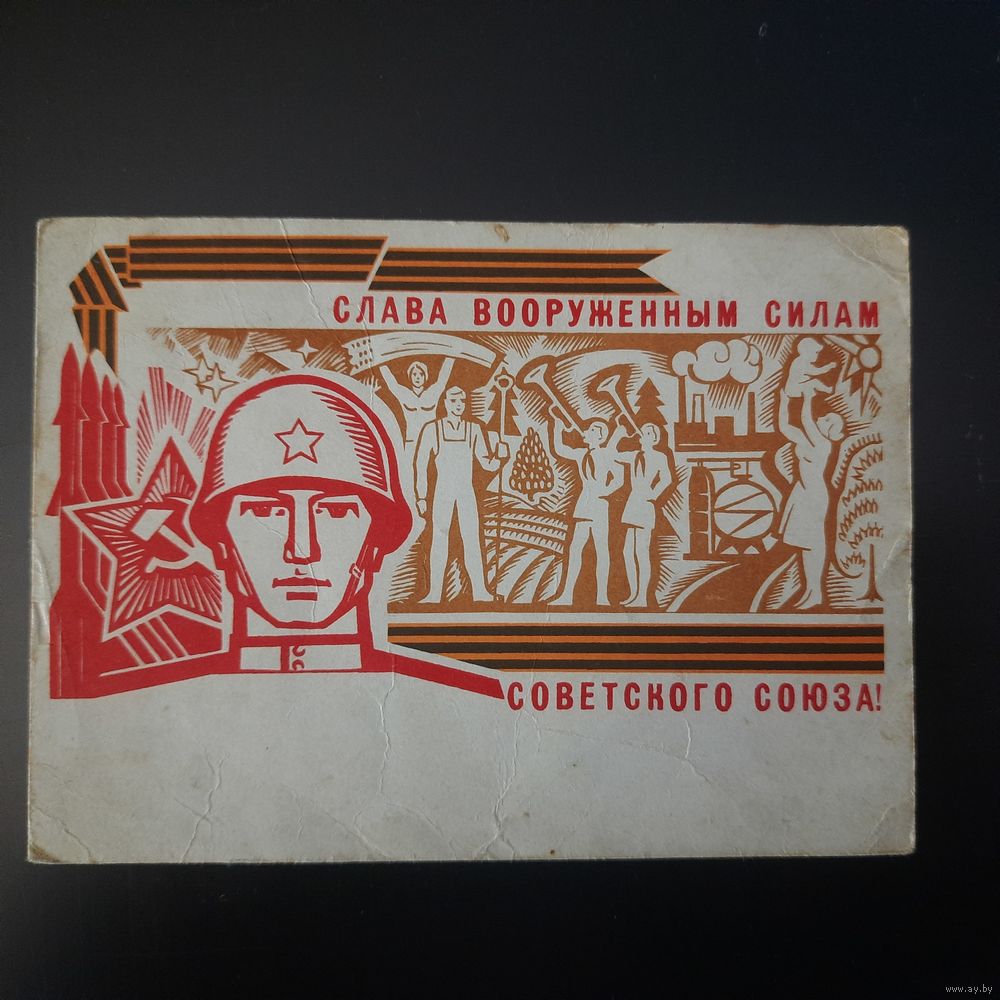 СЛАВА ВООРУЖЕННЫМ СИЛАМ
СОВЕТСКОГО СОЮЗА!
www.ay.by